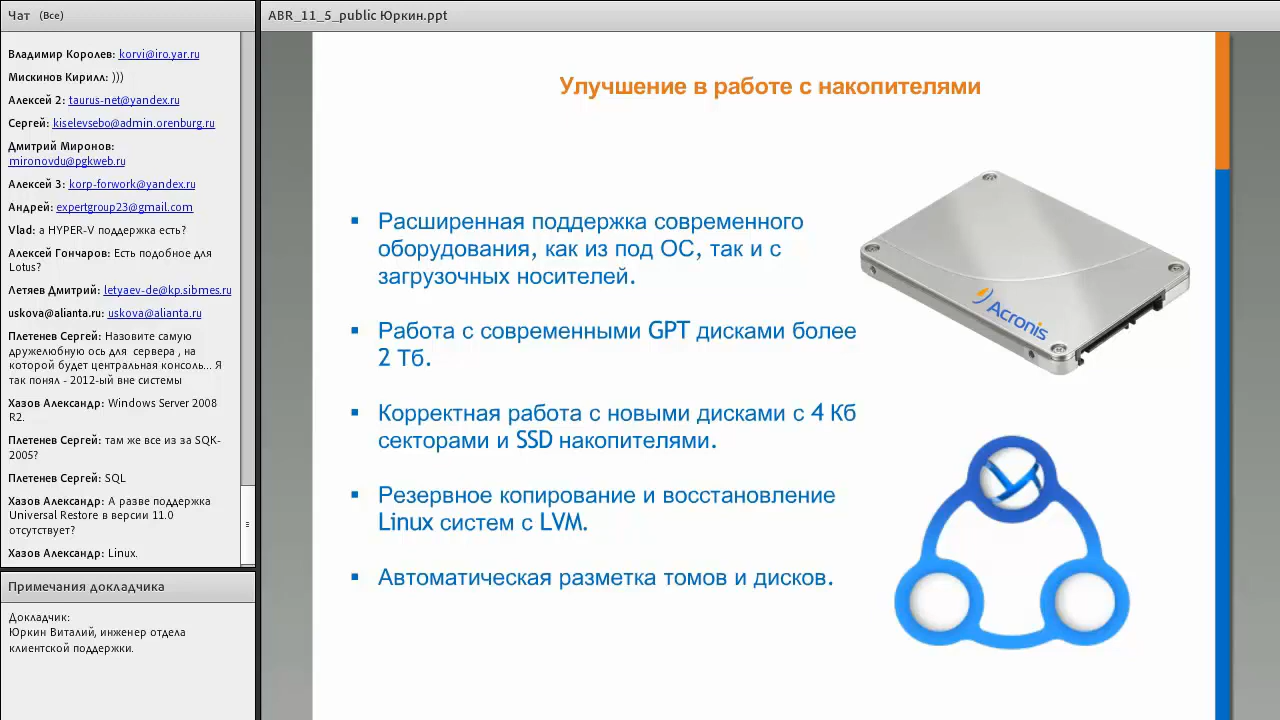 Чат (Все)
Владимир Королев: korvi@iro.yar.ru
Мискинов Кирилл: )))
Алексей 2: taurus-net@yandex.ru
Сергей: kiselevsebo@admin.orenburg.ru
Дмитрий Миронов:
mironovdu@pgkweb.ru
Алексей 3: korp-forwork@yandex.ru
Андрей: expertgroup23@gmail.com
Vlad: а HYPER-V поддержка есть?
Алексей Гончаров: Есть подобное для
Lotus?
Летяев Дмитрий: letyaev-de@kp.sibmes.ru
uskova@alianta.ru: uskova@alianta.ru
Плетенев Сергей: Назовите самую
дружелюбную ось для сервера , на
которой будет центральная консоль... Я
так понял - 2012-ый вне системы
Хазов Александр: Windows Server 2008
R2.
Плетенев Сергей: там же все из за SQK-
2005?
Плетенев Сергей: SQL
Хазов Александр: А разве поддержка
Universal Restore в версии 11.0
отсутствует?
Хазов Александр: Linux.
Примечания докладчика
Докладчик:
Юркин Виталий, инженер отдела
клиентской поддержки.
ABR_11_5_public Юркин.ppt
Улучшение в работе с накопителями
▪ Расширенная поддержка современного
оборудования, как из под ОС, так и с
загрузочных носителей.
▪ Работа с современными GPT дисками более
2 Тб.
▪ Корректная работа с новыми дисками с 4 Кб
секторами и SSD накопителями.
▪ Резервное копирование и восстановление
Linux систем с LVM.
▪ Автоматическая разметка томов и дисков.
Acronis